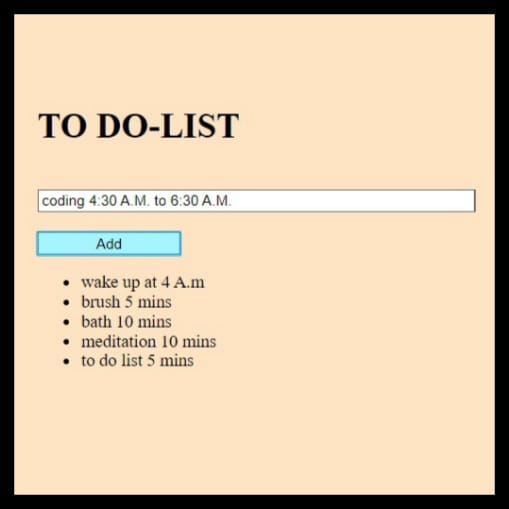 TO DO-LIST
coding 4:30 A.M. to 6:30 A.M.
Add
wake up at 4 A.m
brush 5 mins
bath 10 mins
meditation 10 mins
to do list 5 mins